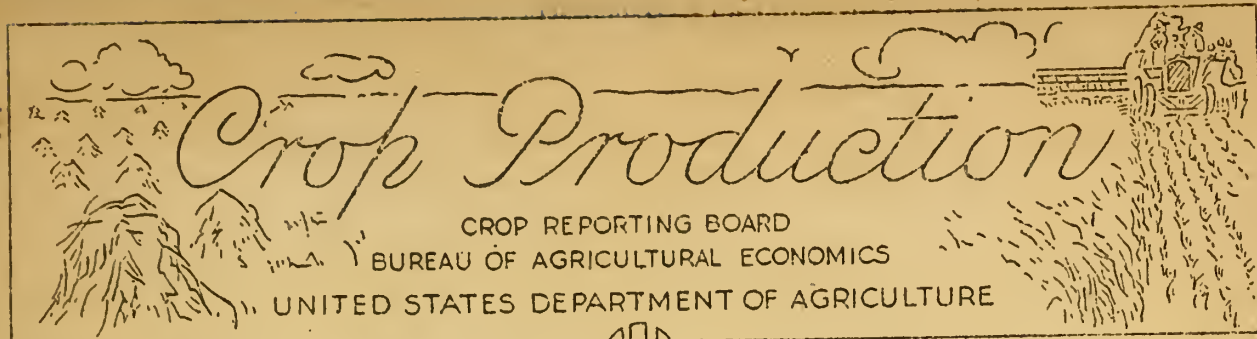 Crop Production
CROP REPORTING BOARD
BUREAU OF AGRICULTURAL ECONOMICS
UNITED STATES DEPARTMENT OF AGRICULTURE